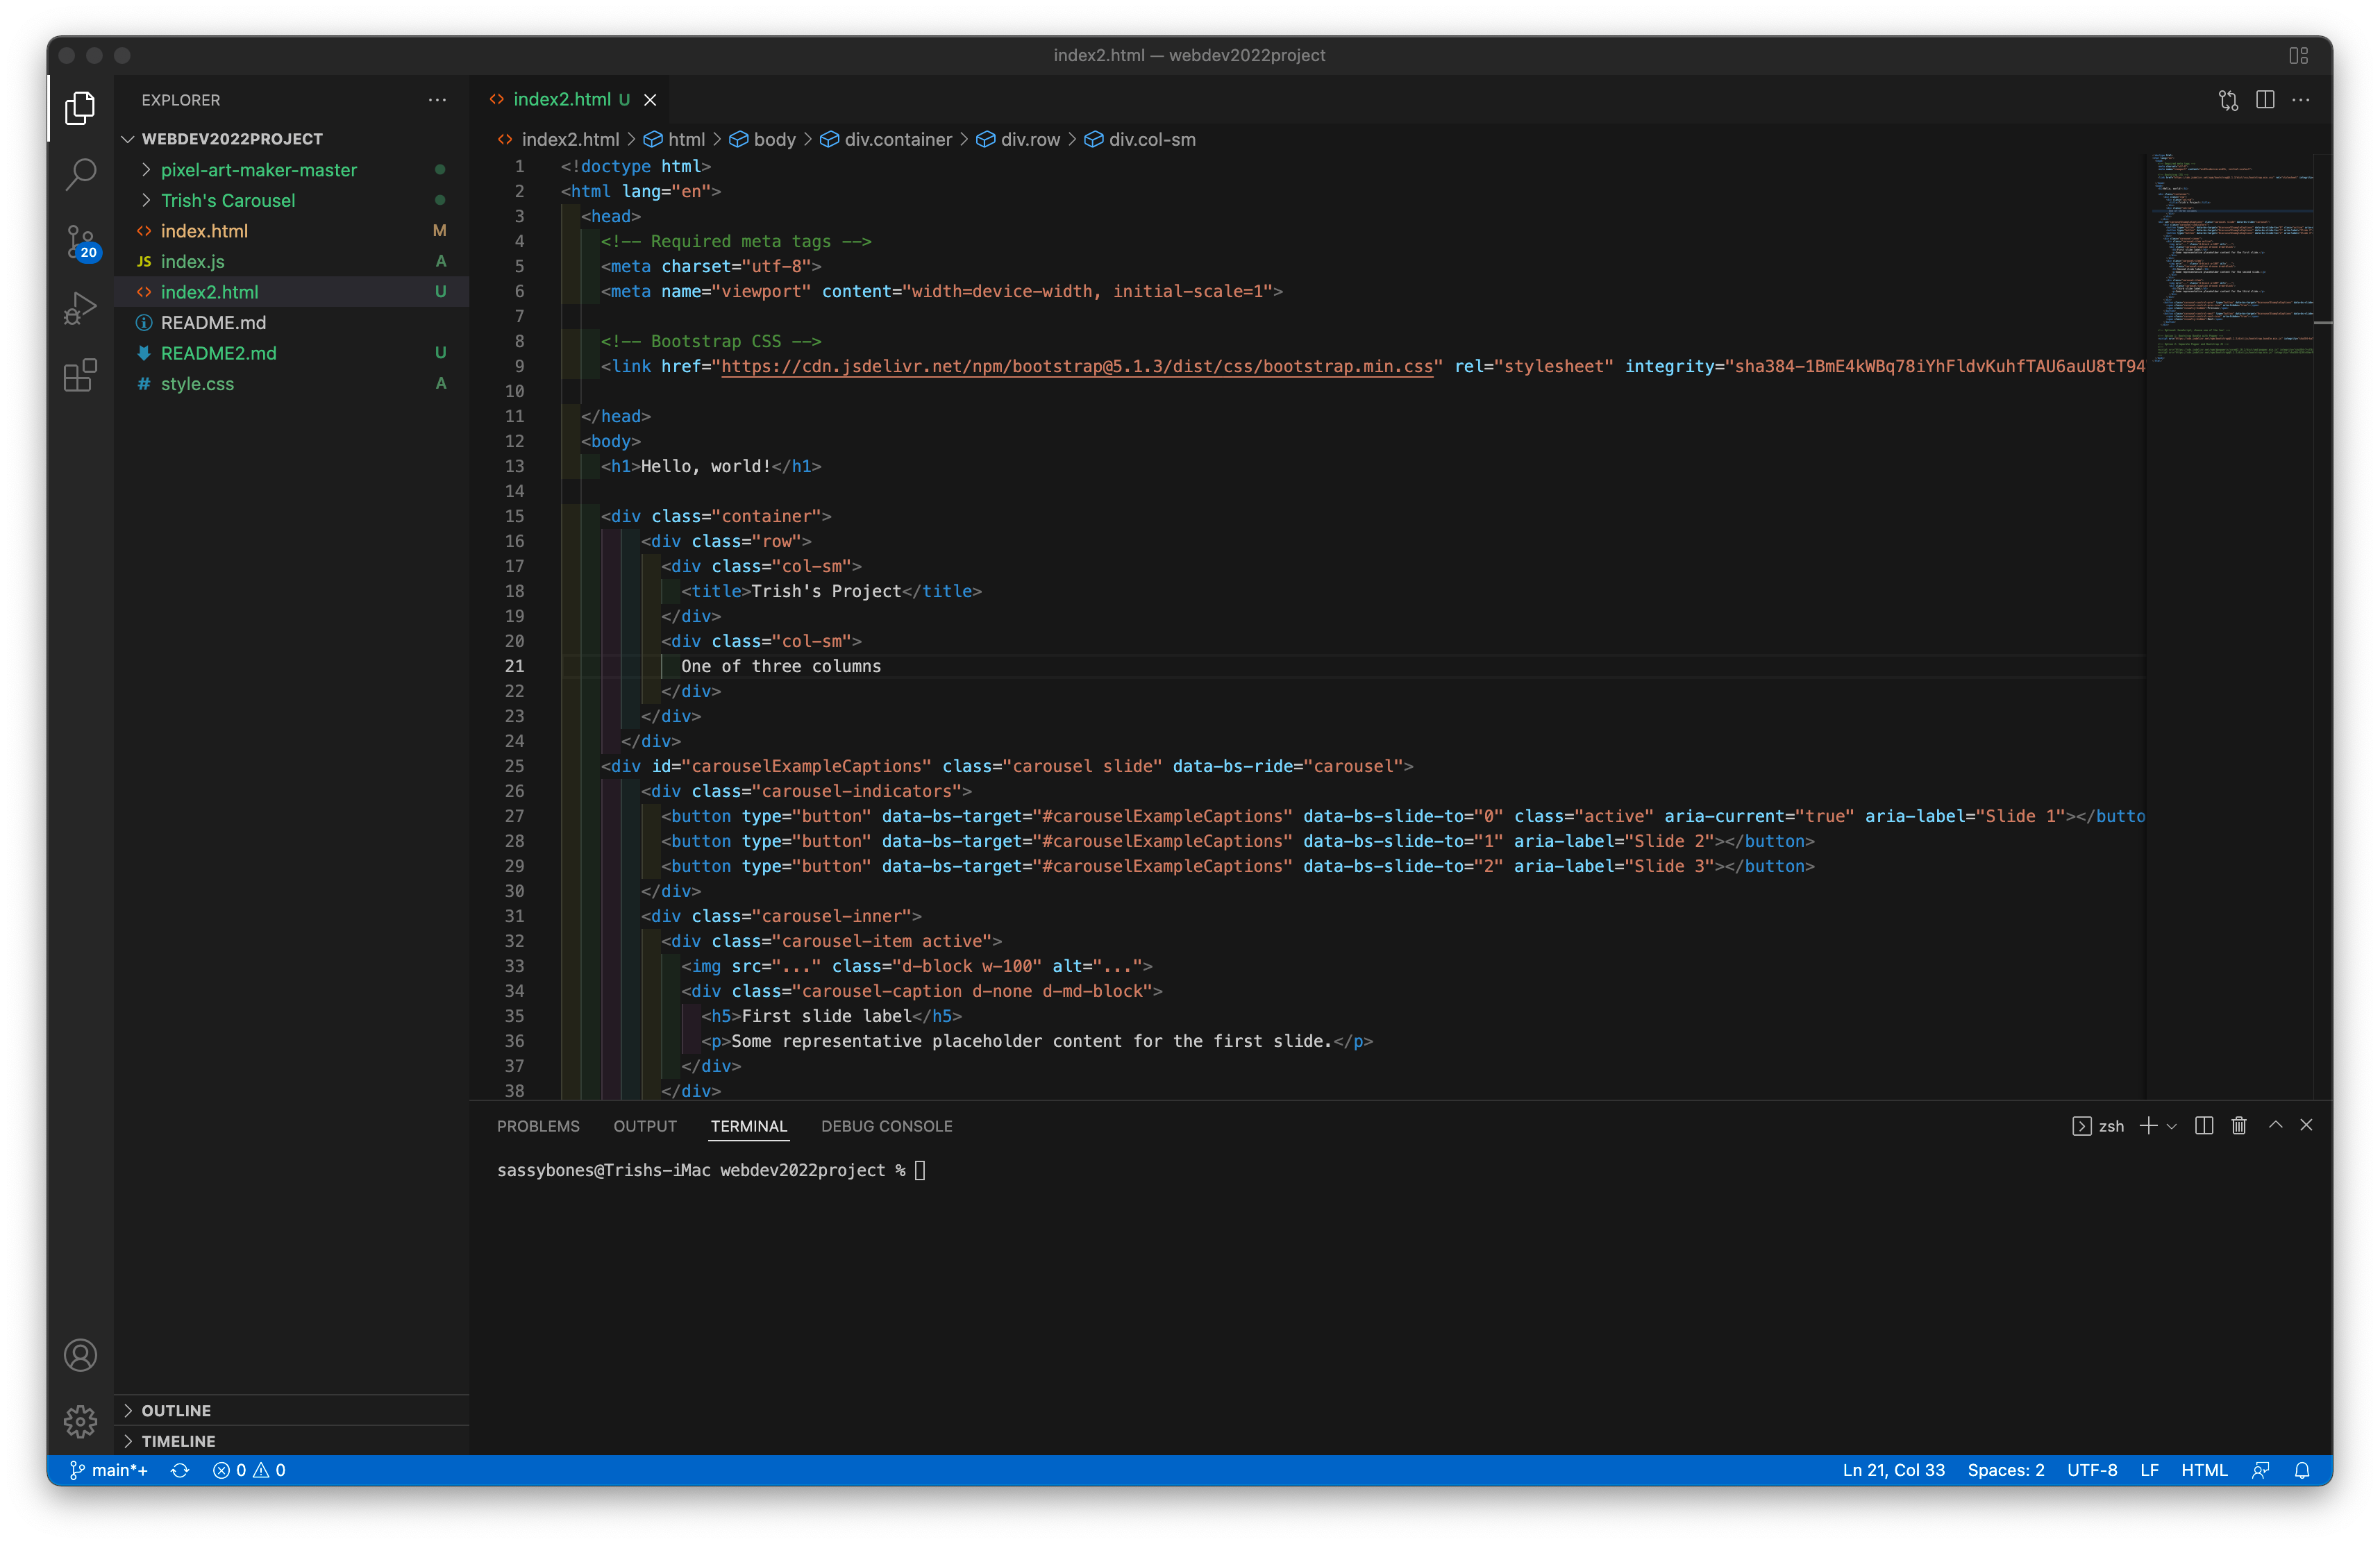 index2.html — webdev2022project
EXPLORER
WEBDEV2022PROJECT
pixel-art-maker-master
Trish's Carousel
index.html M
JS index.js A
index2.html U
README.md
README2.md U
# style.css A
20
OUTLINE
TIMELINE
index2.html U
index2.html > html > body > div.container > div.row > div.col-sm
1 <!doctype html>
2 <html lang="en">
3 <head>
4 <!-- Required meta tags -->
5 <meta charset="utf-8">
6 <meta name="viewport" content="width=device-width, initial-scale=1">
7
8 <!-- Bootstrap CSS -->
9 <link href="https://cdn.jsdelivr.net/npm/bootstrap@5.1.3/dist/css/bootstrap.min.css" rel="stylesheet" integrity="sha384-1BmE4kWBq78iYhFldvKuhfTAU6auU8tT94
10
11 </head>
12 <body>
13 <h1>Hello, world!</h1>
14
15 <div class="container">
16 <div class="row">
17 <div class="col-sm">
18 <title>Trish's Project</title>
19 </div>
20 <div class="col-sm">
21 One of three columns
22 </div>
23 </div>
24 </div>
25 <div id="carouselExampleCaptions" class="carousel slide" data-bs-ride="carousel">
26 <div class="carousel-indicators">
27 <button type="button" data-bs-target="#carouselExampleCaptions" data-bs-slide-to="0" class="active" aria-current="true" aria-label="Slide 1"></butto
28 <button type="button" data-bs-target="#carouselExampleCaptions" data-bs-slide-to="1" aria-label="Slide 2"></button>
29 <button type="button" data-bs-target="#carouselExampleCaptions" data-bs-slide-to="2" aria-label="Slide 3"></button>
30 </div>
31 <div class="carousel-inner">
32 <div class="carousel-item active">
33 <img src="..." class="d-block w-100" alt="...">
34 <div class="carousel-caption d-none d-md-block">
35 <h5>First slide label</h5>
36 <p>Some representative placeholder content for the first slide.</p>
37 </div>
38 </div>
PROBLEMS OUTPUT TERMINAL DEBUG CONSOLE
zsh
sassybones@Trishs-iMac webdev2022project %
main*+ 0 0
Ln 21, Col 33 Spaces: 2 UTF-8 LF HTML